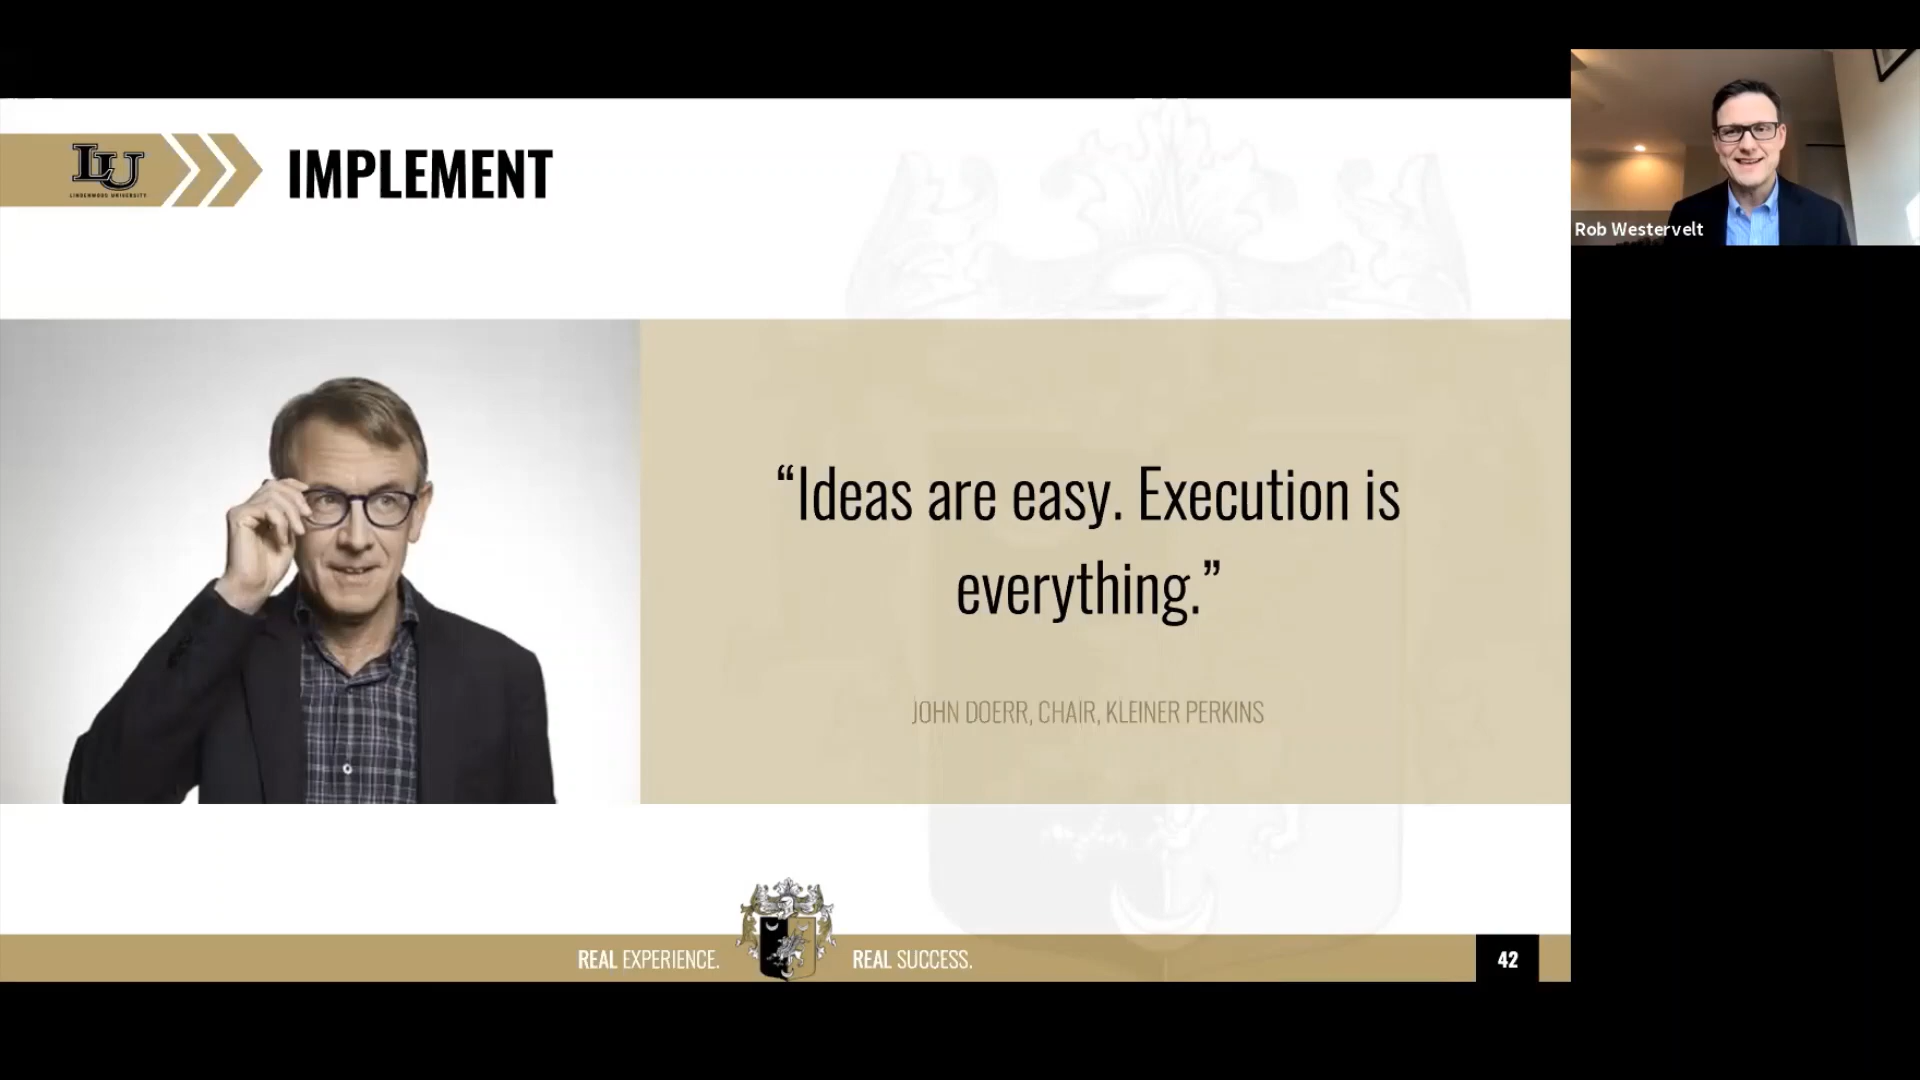 LU
LINDENWOOD UNIVERSITY
IMPLEMENT
Rob Westervelt
“Ideas are easy. Execution is
everything.”
JOHN DOERR, CHAIR, KLEINER PERKINS
REAL EXPERIENCE. REAL SUCCESS.
42